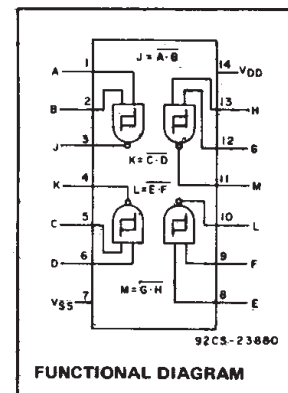 J = A·B
A 1
14 VDD
B 2
13 H
J 3
12 G
K = C·D
K 4
11 M
L = E·F
C 5
10 L
D 6
9 F
M = G·H
VSS 7
8 E
92CS-23880
FUNCTIONAL DIAGRAM